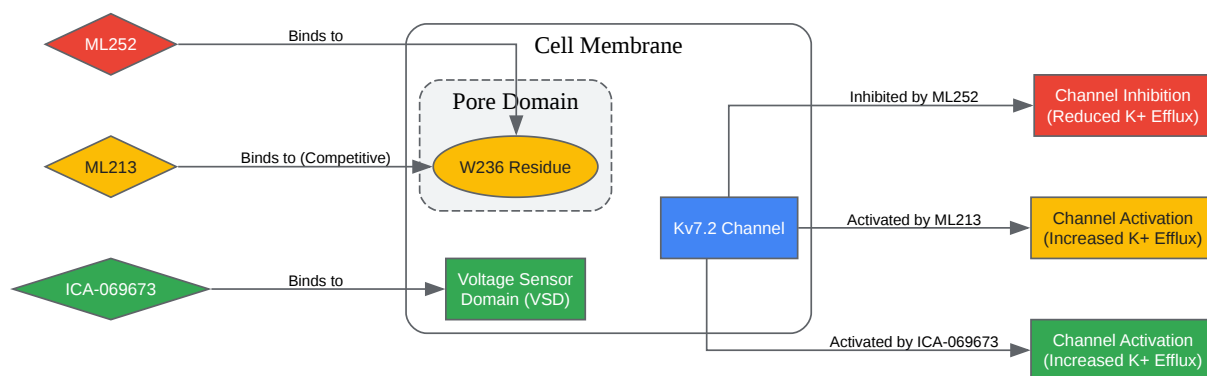 ML252
Binds to
Cell Membrane
Pore Domain
ML213
Binds to (Competitive)
W236 Residue
ICA-069673
Binds to
Voltage Sensor
Domain (VSD)
Kv7.2 Channel
Inhibited by ML252
Channel Inhibition
(Reduced K+ Efflux)
Activated by ML213
Channel Activation
(Increased K+ Efflux)
Activated by ICA-069673
Channel Activation
(Increased K+ Efflux)